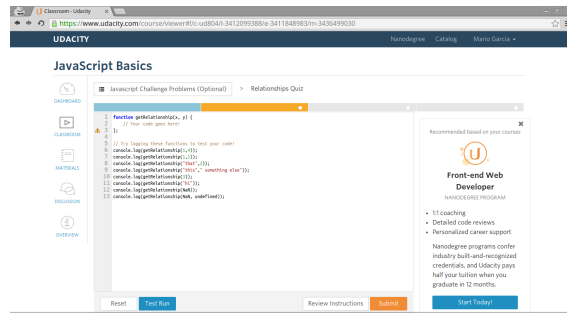 Classroom - Udacity
https://www.udacity.com/course/viewer#!/c-ud804/l-3412099388/e-3411848983/m-3436499030
UDACITY
Nanodegree Catalog Mario Garcia
JavaScript Basics
Javascript Challenge Problems (Optional) > Relationships Quiz
DASHBOARD
CLASSROOM
MATERIALS
DISCUSSION
OVERVIEW
1 function getRelationship(x, y) {
2 // Your code goes here!
3 };
4
5 // Try logging these functions to test your code!
6 console.log(getRelationship(1,4));
7 console.log(getRelationship(1,1));
8 console.log(getRelationship("that",2));
9 console.log(getRelationship("this"," something else"));
10 console.log(getRelationship(3));
11 console.log(getRelationship("hi"));
12 console.log(getRelationship(NaN));
13 console.log(getRelationship(NaN, undefined));
Reset
Test Run
Review Instructions
Submit
Recommended based on your courses
U
Front-end Web
Developer
NANODEGREE PROGRAM
• 1:1 coaching
• Detailed code reviews
• Personalized career support
Nanodegree programs confer
industry built-and-recognized
credentials, and Udacity pays
half your tuition when you
graduate in 12 months.
Start Today!